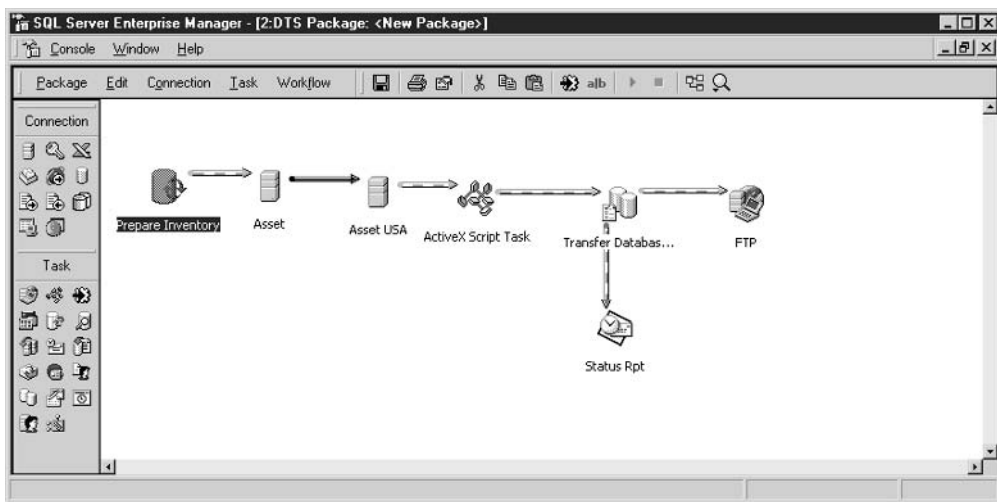 SQL Server Enterprise Manager - [2:DTS Package: <New Package>]
Console Window Help
Package Edit Connection Task Workflow alb
Connection
Prepare Inventory
Asset
Asset USA
ActiveX Script Task
Transfer Databas...
FTP
Task
Status Rpt